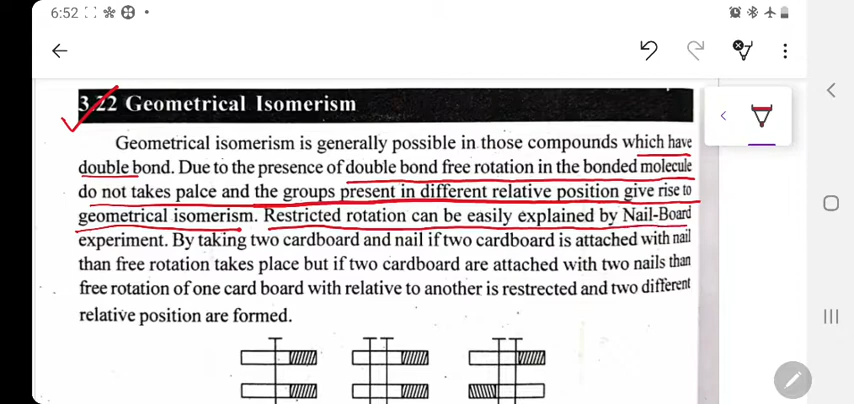 6:52
3.22 Geometrical Isomerism
Geometrical isomerism is generally possible in those compounds which have
double bond. Due to the presence of double bond free rotation in the bonded molecule
do not takes palce and the groups present in different relative position give rise to
geometrical isomerism. Restricted rotation can be easily explained by Nail-Board
experiment. By taking two cardboard and nail if two cardboard is attached with nail
than free rotation takes place but if two cardboard are attached with two nails than
free rotation of one card board with relative to another is restrected and two different
relative position are formed.